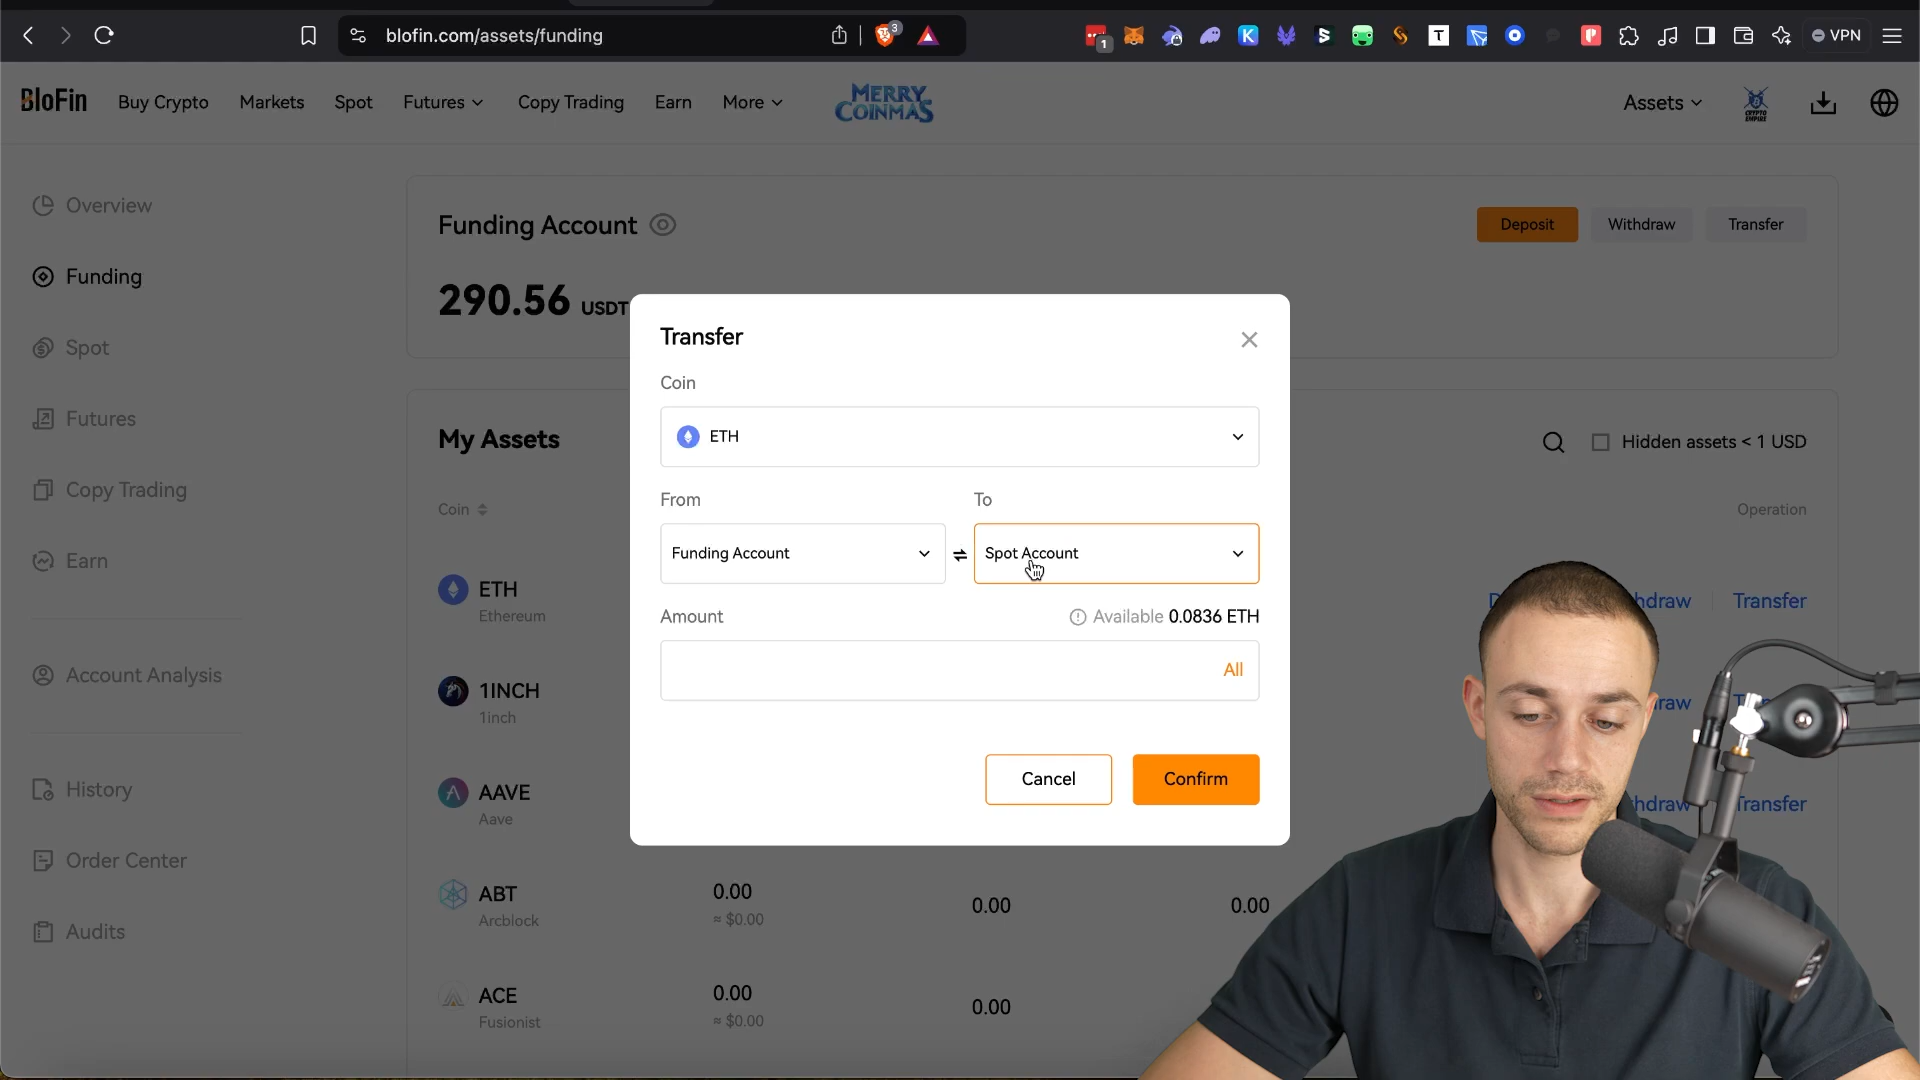 blofin.com/assets/funding
3
1
T
K
VPN
BloFin
Buy Crypto
Markets
Spot
Futures
Copy Trading
Earn
More
MERRY
COINMAS
Assets
CRYPTO
EMPIRE
Overview
Funding
Spot
Futures
Copy Trading
Earn
Account Analysis
History
Order Center
Audits
Funding Account
Deposit
Withdraw
Transfer
290.56 USDT
My Assets
Hidden assets < 1 USD
Coin
Operation
Transfer
Coin
ETH
From
To
Funding Account
Spot Account
Amount
Available 0.0836 ETH
All
Cancel
Confirm
ETH
Ethereum
Transfer
1INCH
1inch
AAVE
Aave
Transfer
ABT
Arcblock
0.00
≈ $0.00
0.00
0.00
ACE
Fusionist
0.00
≈ $0.00
0.00